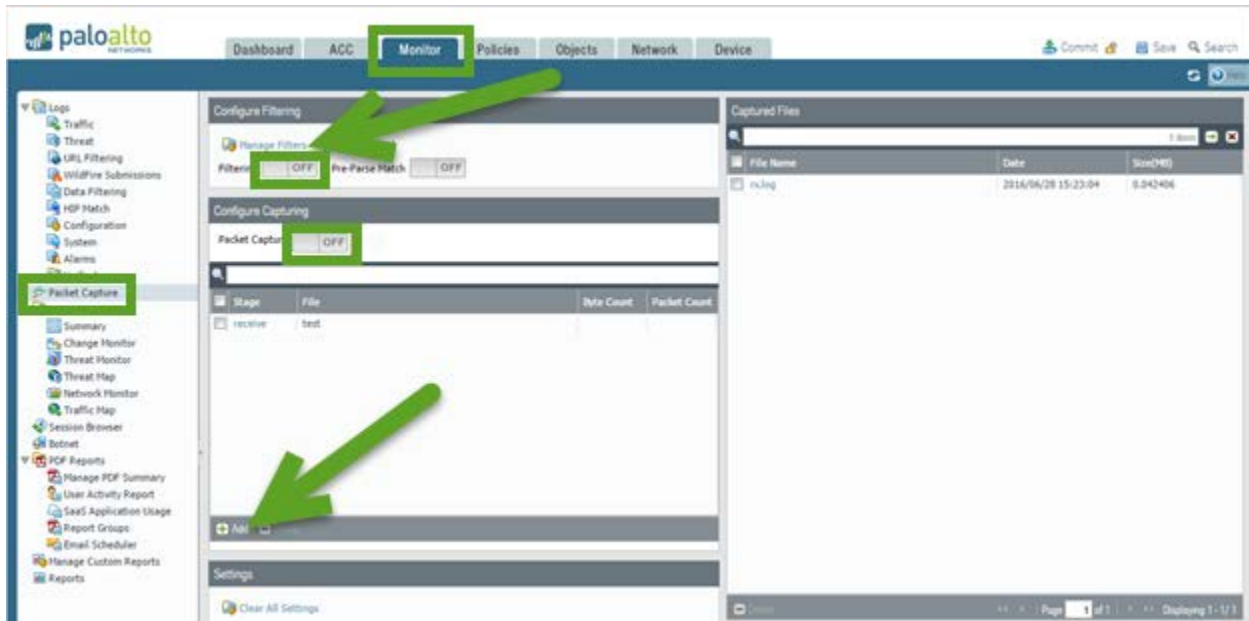 paloalto
NETWORKS
Dashboard
ACC
Monitor
Policies
Objects
Network
Device
Commit
Save
Search
Logs
Traffic
Threat
URL Filtering
WildFire Submissions
Data Filtering
HIP Match
Configuration
System
Alarms
Packet Capture
Summary
Change Monitor
Threat Monitor
Threat Map
Network Monitor
Traffic Map
Session Browser
Botnet
PDF Reports
Manage PDF Summary
User Activity Report
SaaS Application Usage
Report Groups
Email Scheduler
Manage Custom Reports
Reports
Configure Filtering
Manage Filters
Filtering OFF Pre-Parse Match OFF
Configure Capturing
Packet Captur OFF
Stage File Byte Count Packet Count
receive test
Add
Settings
Clear All Settings
Captured Files
1 item
File Name Date Size(MB)
2016/06/28 15:23:04 0.042406
Page 1 of 1 Displaying 1 - 1/ 1